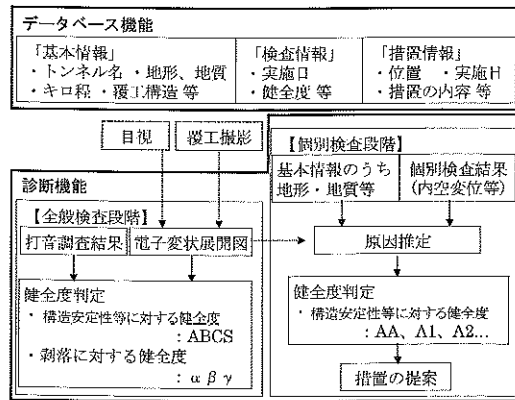 データベース機能
「基本情報」
・トンネル名 ・地形、地質
・キロ程 ・覆工構造 等
「検査情報」
・実施日
・健全度 等
「措置情報」
・位置 ・実施日
・措置の内容 等
目視
覆工撮影
診断機能
【全般検査段階】
打音調査結果
電子変状展開図
健全度判定
・構造安定性等に対する健全度
：ABCS
・剥落に対する健全度
：α β γ
【個別検査段階】
基本情報のうち
地形・地質等
個別検査結果
(内空変位等)
原因推定
健全度判定
・構造安定性等に対する健全度
：AA、A1、A2...
措置の提案